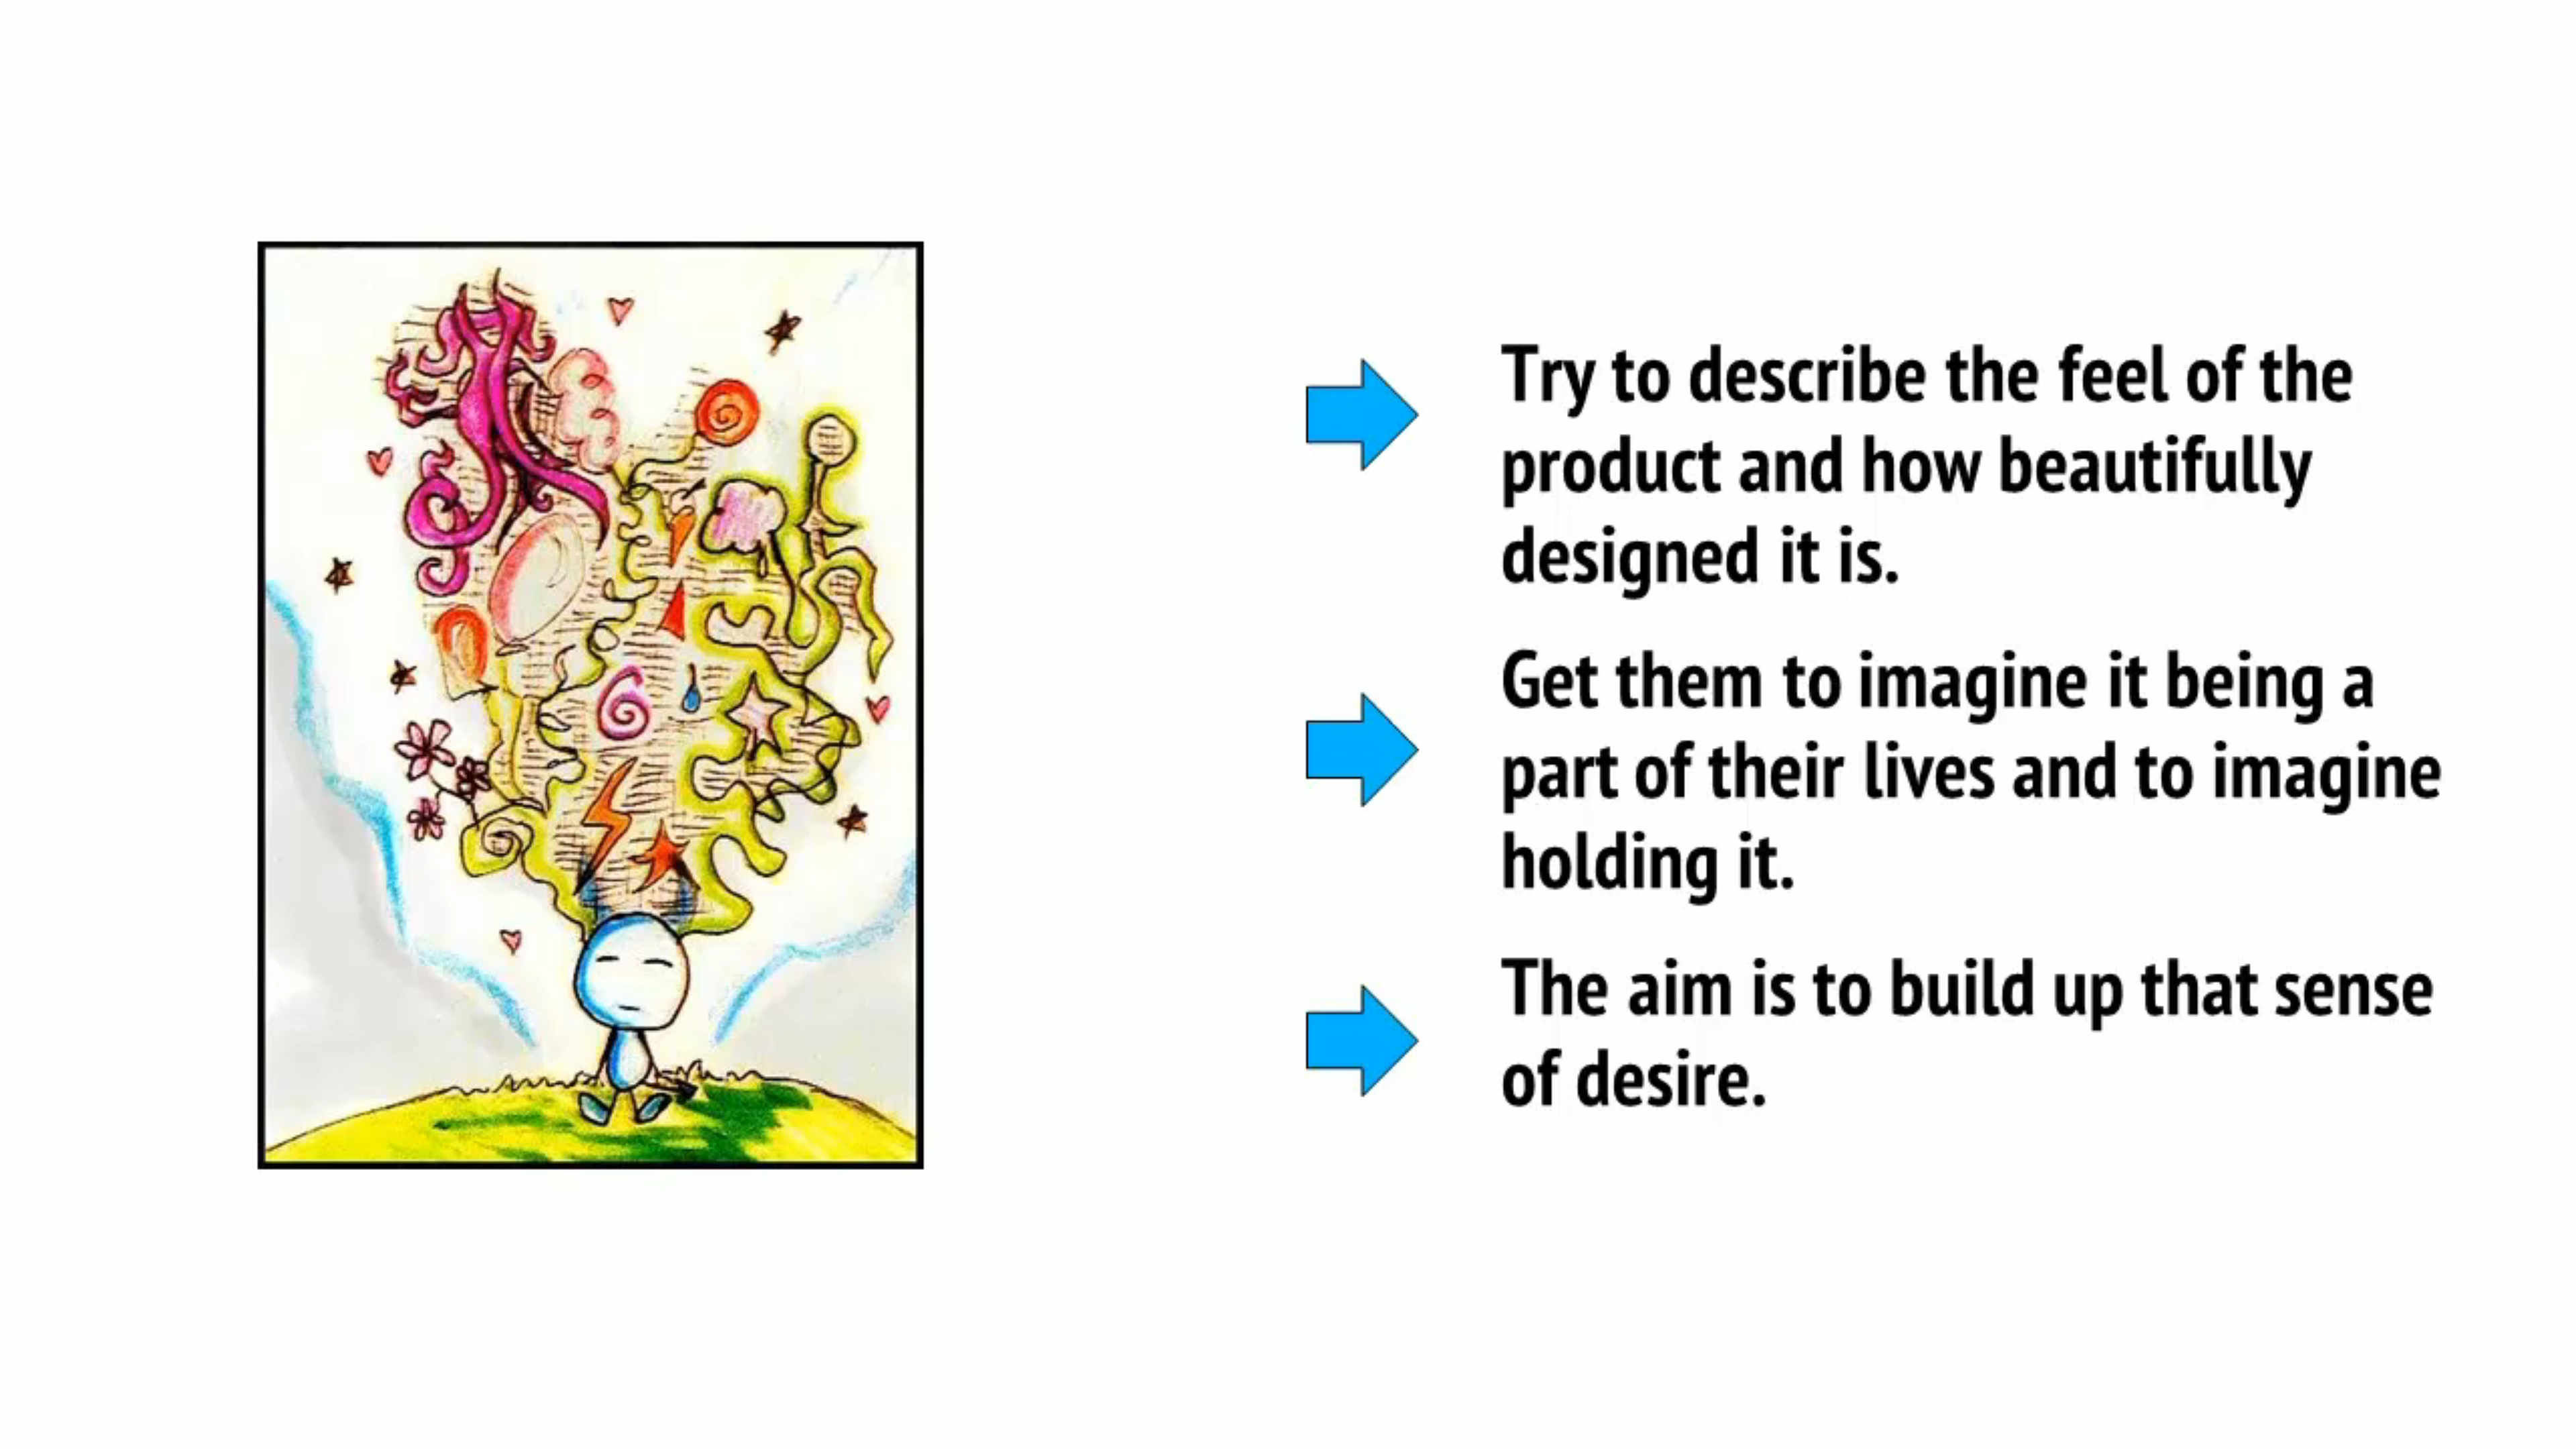 Try to describe the feel of the
product and how beautifully
designed it is.
Get them to imagine it being a
part of their lives and to imagine
holding it.
The aim is to build up that sense
of desire.